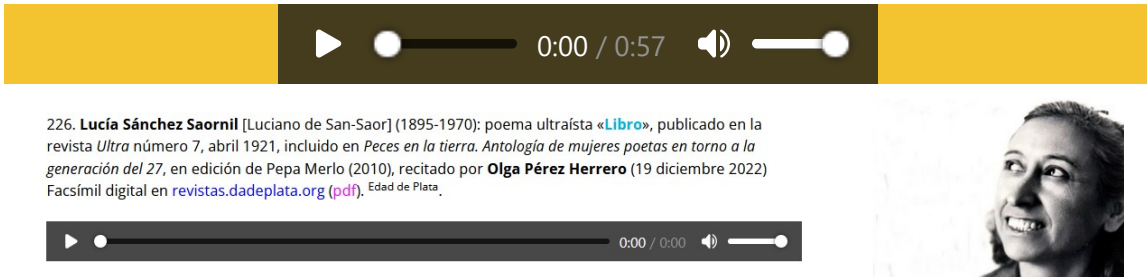 0:00 / 0:57
226. Lucía Sánchez Saornil [Luciano de San-Saor] (1895-1970): poema ultraísta «Libro», publicado en la
revista Ultra número 7, abril 1921, incluido en Peces en la tierra. Antología de mujeres poetas en torno a la
generación del 27, en edición de Pepa Merlo (2010), recitado por Olga Pérez Herrero (19 diciembre 2022)
Facsímil digital en revistas.dadeplata.org (pdf). Edad de Plata.
0:00 / 0:00